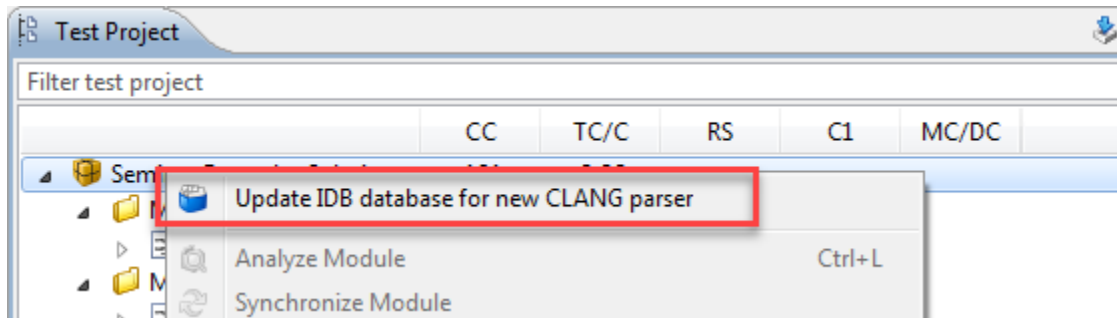 Test Project
Filter test project
CC TC/C RS C1 MC/DC
Update IDB database for new CLANG parser
Analyze Module Ctrl+L
Synchronize Module